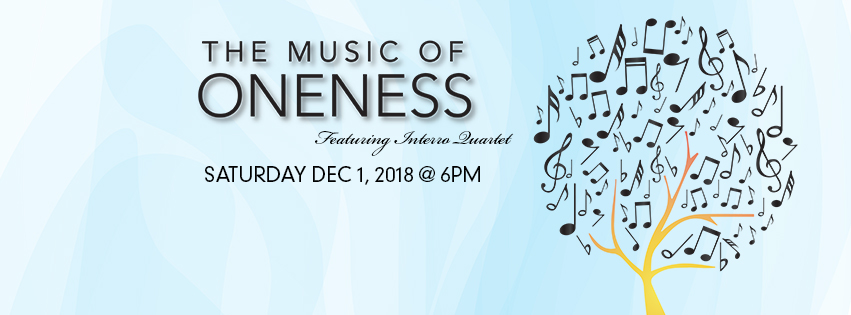 THE MUSIC OF
ONENESS
Featuring Interro Quartet
SATURDAY DEC 1, 2018 @ 6PM